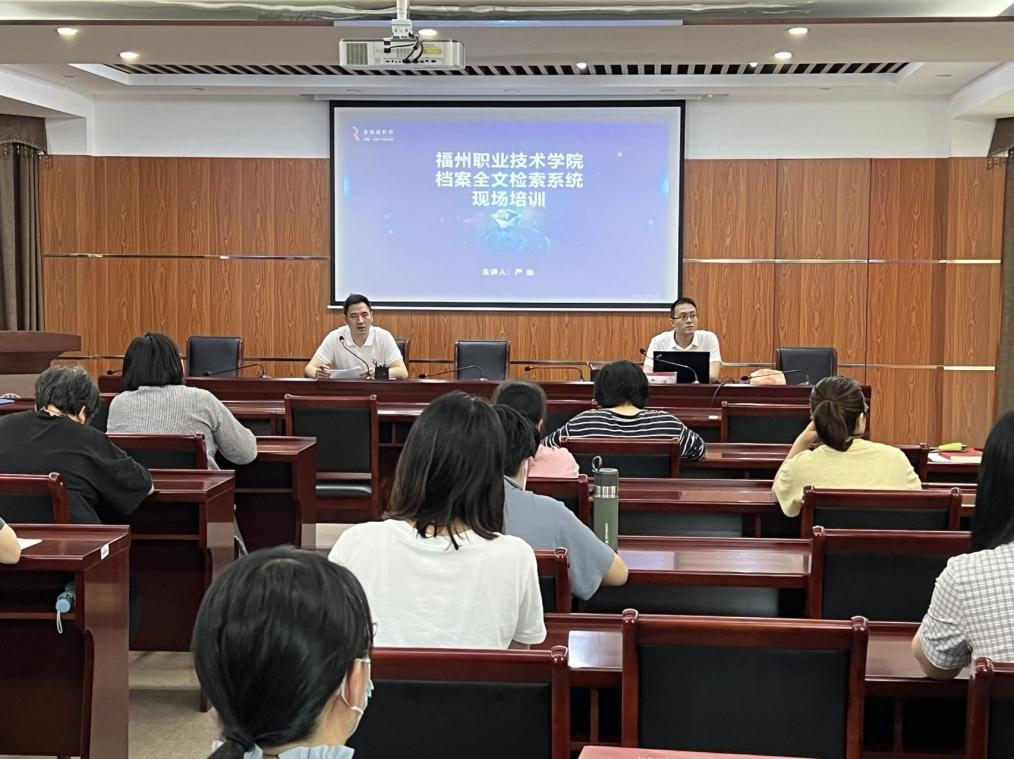 福州职业技术学院
档案全文检索系统
现场培训
主讲人：严